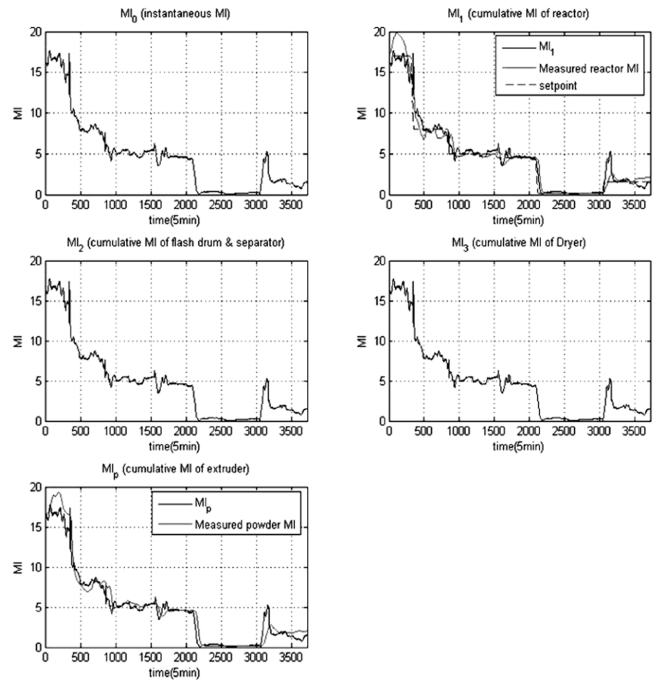 MI0 (instantaneous MI)
20
15
10
5
0
MI
0 500 1000 1500 2000 2500 3000 3500
time(5min)
MI1 (cumulative MI of reactor)
MI1
Measured reactor MI
setpoint
20
15
10
5
0
MI
0 500 1000 1500 2000 2500 3000 3500
time(5min)
MI2 (cumulative MI of flash drum & separator)
20
15
10
5
0
MI
0 500 1000 1500 2000 2500 3000 3500
time(5min)
MI3 (cumulative MI of Dryer)
20
15
10
5
0
MI
0 500 1000 1500 2000 2500 3000 3500
time(5min)
MIp (cumulative MI of extruder)
MIp
Measured powder MI
20
15
10
5
0
MI
0 500 1000 1500 2000 2500 3000 3500
time(5min)